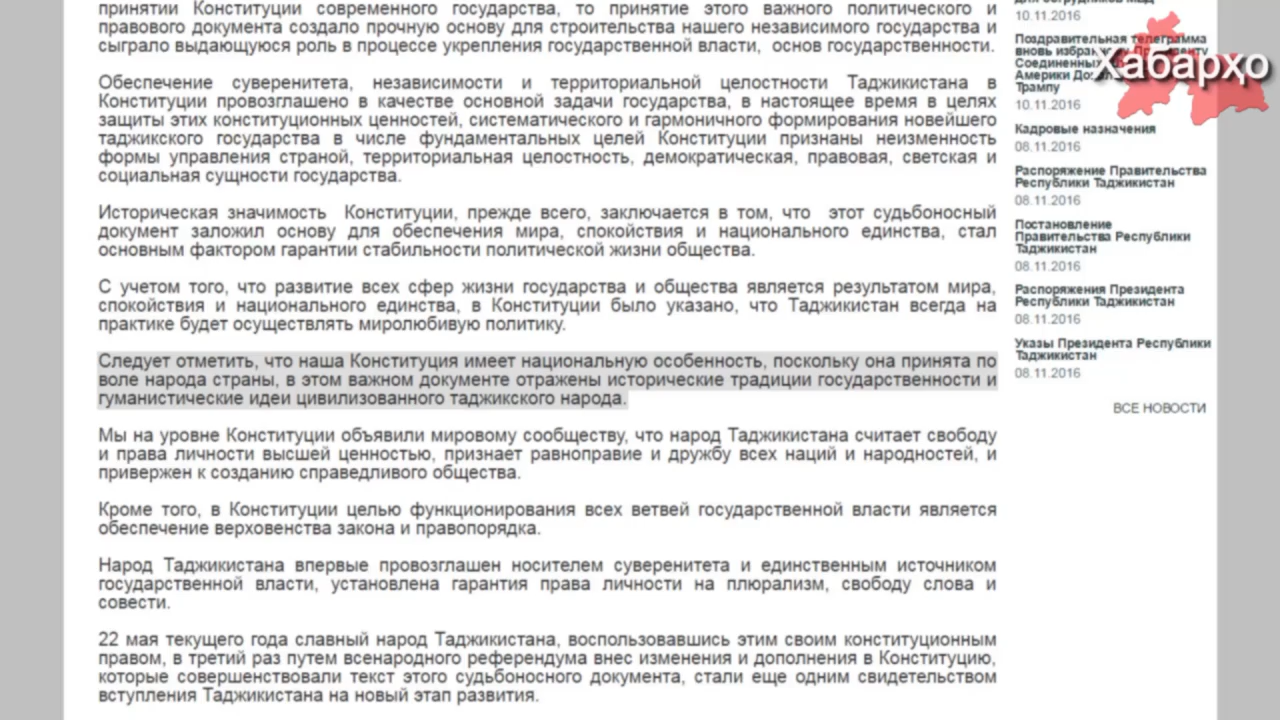 принятии Конституции современного государства, то принятие этого важного политического и
правового документа создало прочную основу для строительства нашего независимого государства и
сыграло выдающуюся роль в процессе укрепления государственной власти, основ государственности.
Обеспечение суверенитета, независимости и территориальной целостности Таджикистана в
Конституции провозглашено в качестве основной задачи государства, в настоящее время в целях
защиты этих конституционных ценностей, систематического и гармоничного формирования новейшего
таджикского государства в числе фундаментальных целей Конституции признаны неизменность
формы управления страной, территориальная целостность, демократическая, правовая, светская и
социальная сущности государства.
Историческая значимость Конституции, прежде всего, заключается в том, что этот судьбоносный
документ заложил основу для обеспечения мира, спокойствия и национального единства, стал
основным фактором гарантии стабильности политической жизни общества.
С учетом того, что развитие всех сфер жизни государства и общества является результатом мира,
спокойствия и национального единства, в Конституции было указано, что Таджикистан всегда на
практике будет осуществлять миролюбивую политику.
Следует отметить, что наша Конституция имеет национальную особенность, поскольку она принята по
воле народа страны, в этом важном документе отражены исторические традиции государственности и
гуманистические идеи цивилизованного таджикского народа.
Мы на уровне Конституции объявили мировому сообществу, что народ Таджикистана считает свободу
и права личности высшей ценностью, признает равноправие и дружбу всех наций и народностей, и
привержен к созданию справедливого общества.
Кроме того, в Конституции целью функционирования всех ветвей государственной власти является
обеспечение верховенства закона и правопорядка.
Народ Таджикистана впервые провозглашен носителем суверенитета и единственным источником
государственной власти, установлена гарантия права личности на плюрализм, свободу слова и
совести.
22 мая текущего года славный народ Таджикистана, воспользовавшись этим своим конституционным
правом, в третий раз путем всенародного референдума внес изменения и дополнения в Конституцию,
которые совершенствовали текст этого судьбоносного документа, стали еще одним свидетельством
вступления Таджикистана на новый этап развития.
10.11.2016
Поздравительная телеграмма
вновь Президенту
Соединенных
Америки
Трампу
10.11.2016
Кадровые назначения
08.11.2016
Распоряжение Правительства
Республики Таджикистан
08.11.2016
Постановление
Правительства Республики
Таджикистан
08.11.2016
Распоряжения Президента
Республики Таджикистан
08.11.2016
Указы Президента Республики
Таджикистан
08.11.2016
ВСЕ НОВОСТИ
Хабарҳо